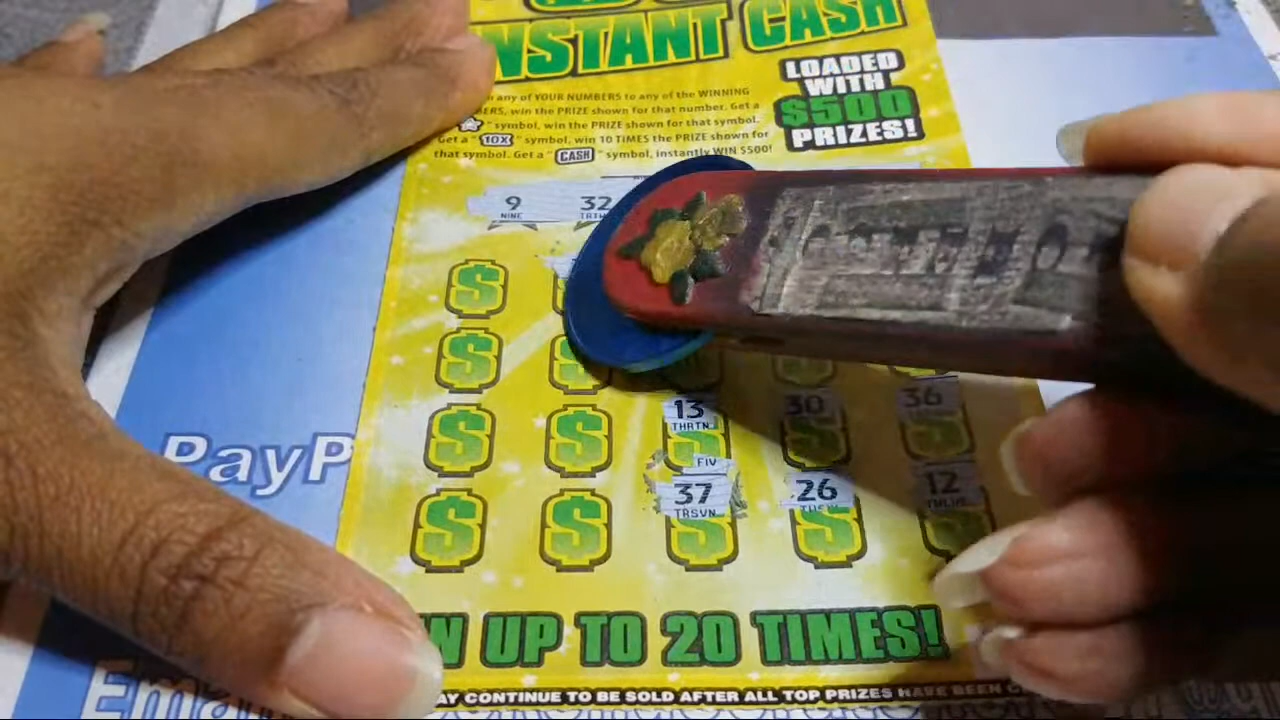 INSTANT CASH
LOADED
WITH
$500
PRIZES!
any of YOUR NUMBERS to any of the WINNING
win the PRIZE shown for that number. Get a
" symbol, win the PRIZE shown for that symbol.
Get a "10X" symbol, win 10 TIMES the PRIZE shown for
that symbol. Get a "CASH" symbol, instantly WIN $500!
9 32
NINE
13 30 36
THRTN
FIV
37 26 12
TRSVN
PayP
UP TO 20 TIMES!
CONTINUE TO BE SOLD AFTER ALL TOP PRIZES HAVE BEEN